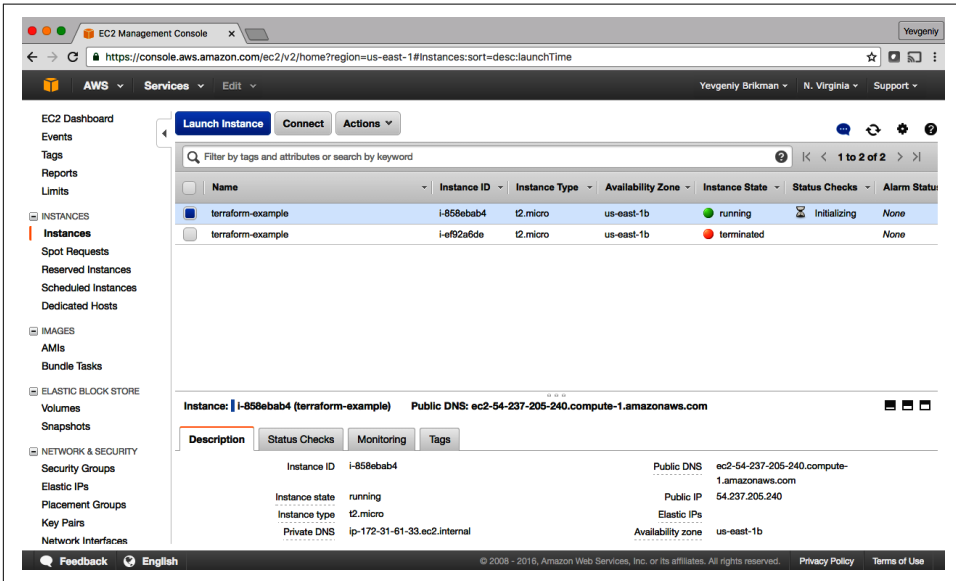 EC2 Management Console x
Yevgeniy
https://console.aws.amazon.com/ec2/v2/home?region=us-east-1#Instances:sort=desc:launchTime
AWS Services Edit Yevgeniy Brikman N. Virginia Support
EC2 Dashboard
Events
Tags
Reports
Limits
INSTANCES
Instances
Spot Requests
Reserved Instances
Scheduled Instances
Dedicated Hosts
IMAGES
AMIs
Bundle Tasks
ELASTIC BLOCK STORE
Volumes
Snapshots
NETWORK & SECURITY
Security Groups
Elastic IPs
Placement Groups
Key Pairs
Network Interfaces
Launch Instance Connect Actions
Filter by tags and attributes or search by keyword 1 to 2 of 2
Name Instance ID Instance Type Availability Zone Instance State Status Checks Alarm Statu
terraform-example i-858ebab4 t2.micro us-east-1b running Initializing None
terraform-example i-ef92a6de t2.micro us-east-1b terminated None
Instance: i-858ebab4 (terraform-example) Public DNS: ec2-54-237-205-240.compute-1.amazonaws.com
Description Status Checks Monitoring Tags
Instance ID i-858ebab4 Public DNS ec2-54-237-205-240.compute-
1.amazonaws.com
Instance state running Public IP 54.237.205.240
Instance type t2.micro Elastic IPs
Private DNS ip-172-31-61-33.ec2.internal Availability zone us-east-1b
Feedback English © 2008 - 2016, Amazon Web Services, Inc. or its affiliates. All rights reserved. Privacy Policy Terms of Use